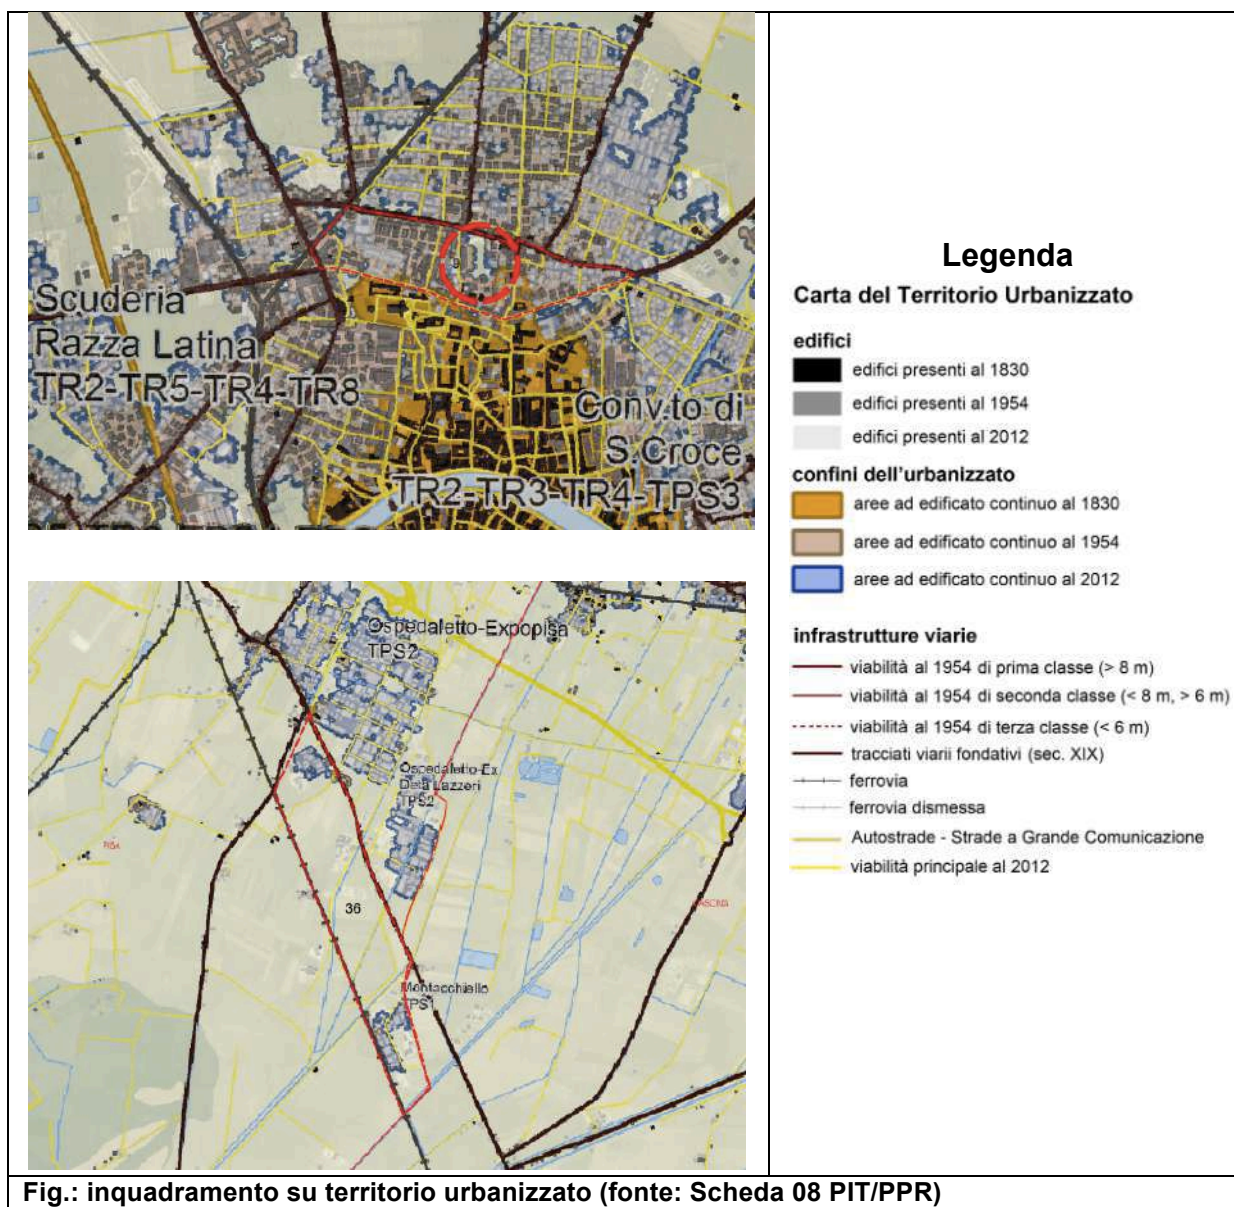 9
Scuderia
Razza Latina
TR2-TR5-TR4-TR8
Conv.to di
S.Croce
TR2-TR3-TR4-TPS3
Ospedaletto-Expopisa
TPS2
Ospedaletto-Ex
Dera Lazzeri
TPS2
PISA
CASCINA
36
Montacchiello
TPS1
Legenda
Carta del Territorio Urbanizzato
edifici
edifici presenti al 1830
edifici presenti al 1954
edifici presenti al 2012
confini dell'urbanizzato
aree ad edificato continuo al 1830
aree ad edificato continuo al 1954
aree ad edificato continuo al 2012
infrastrutture viarie
viabilità al 1954 di prima classe (> 8 m)
viabilità al 1954 di seconda classe (< 8 m, > 6 m)
viabilità al 1954 di terza classe (< 6 m)
tracciati viarii fondativi (sec. XIX)
ferrovia
ferrovia dismessa
Autostrade - Strade a Grande Comunicazione
viabilità principale al 2012
Fig.: inquadramento su territorio urbanizzato (fonte: Scheda 08 PIT/PPR)